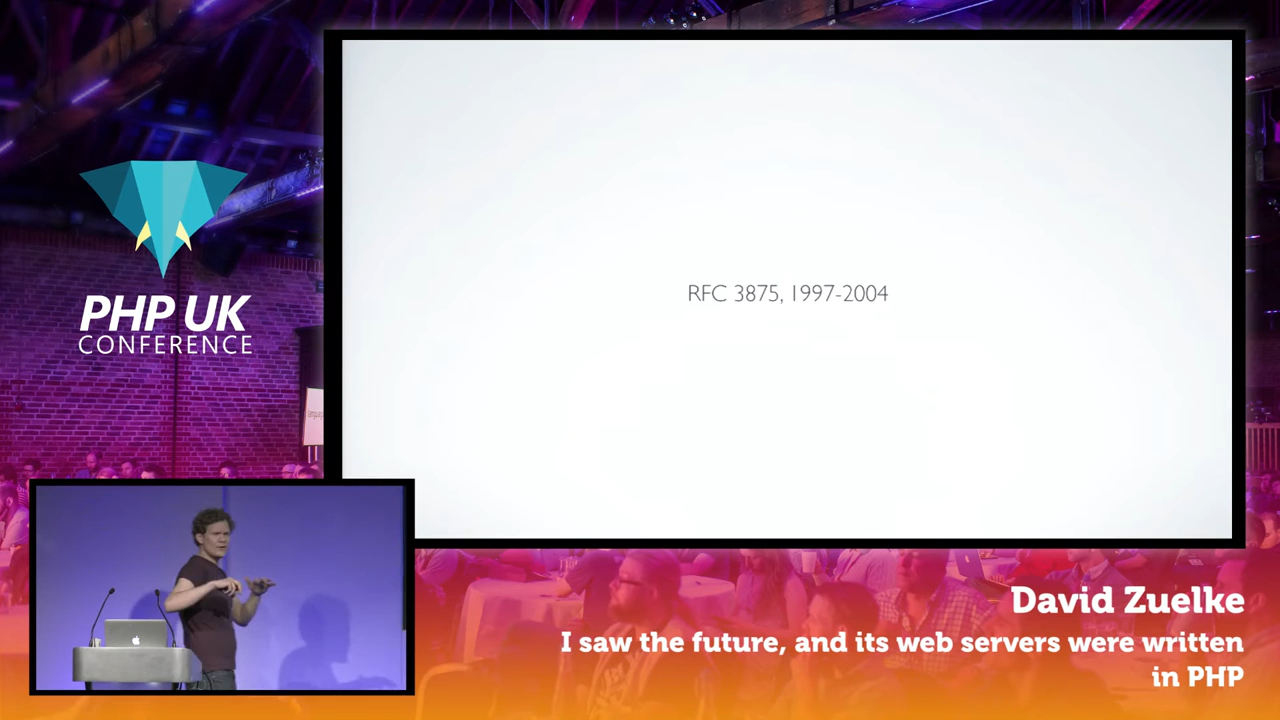 RFC 3875, 1997-2004
PHP UK
CONFERENCE
David Zuelke
I saw the future, and its web servers were written
in PHP